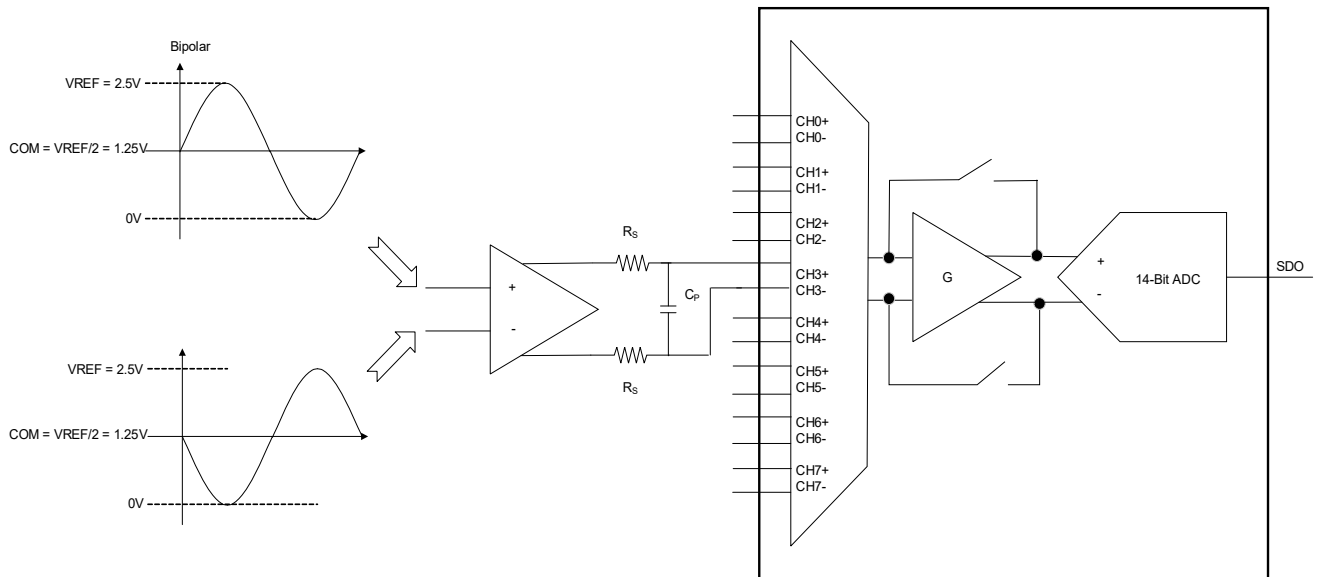 Bipolar
VREF = 2.5V
COM = VREF/2 = 1.25V
0V
VREF = 2.5V
COM = VREF/2 = 1.25V
0V
+
-
RS
CP
RS
CH0+
CH0-
CH1+
CH1-
CH2+
CH2-
CH3+
CH3-
CH4+
CH4-
CH5+
CH5-
CH6+
CH6-
CH7+
CH7-
G
+
-
14-Bit ADC
SDO